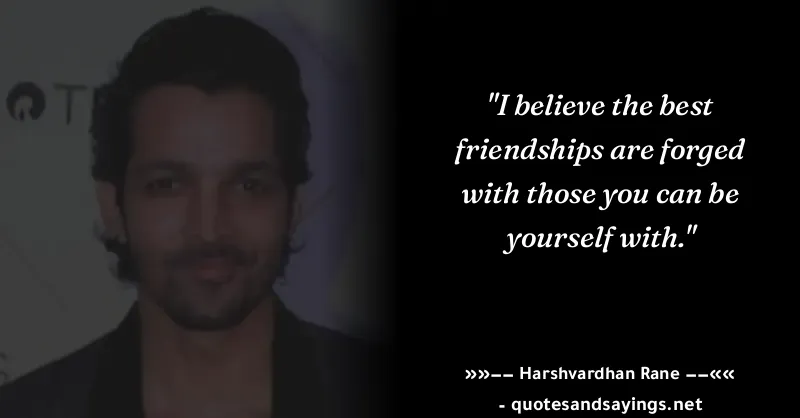 "I believe the best
friendships are forged
with those you can be
yourself with."
»»−− Harshvardhan Rane −−««
- quotesandsayings.net